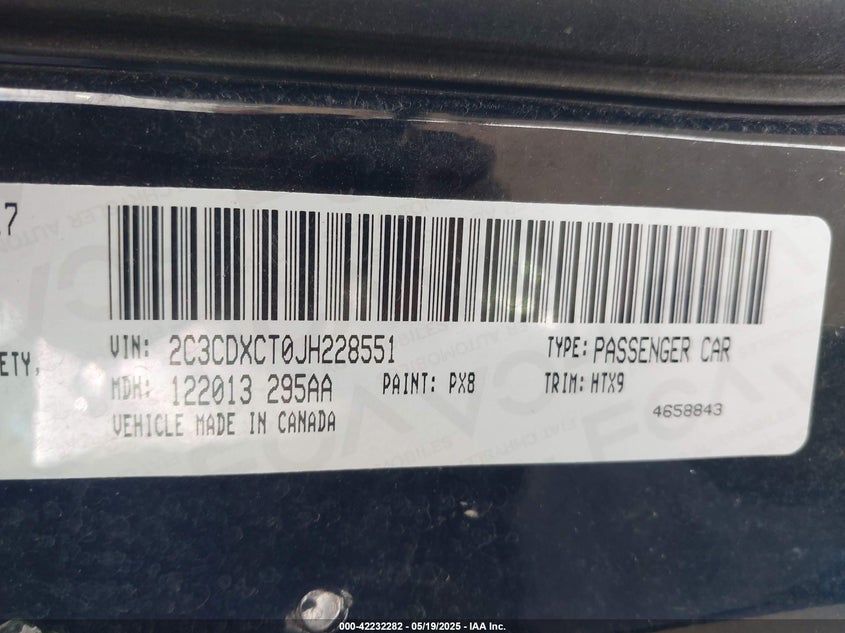 7
VIN: 2C3CDXCT0JH228551 TYPE: PASSENGER CAR
ETY,
MDH: 122013 295AA PAINT: PX8 TRIM: HTX9
4658843
VEHICLE MADE IN CANADA
000-42232282 - 05/19/2025 - IAA Inc.